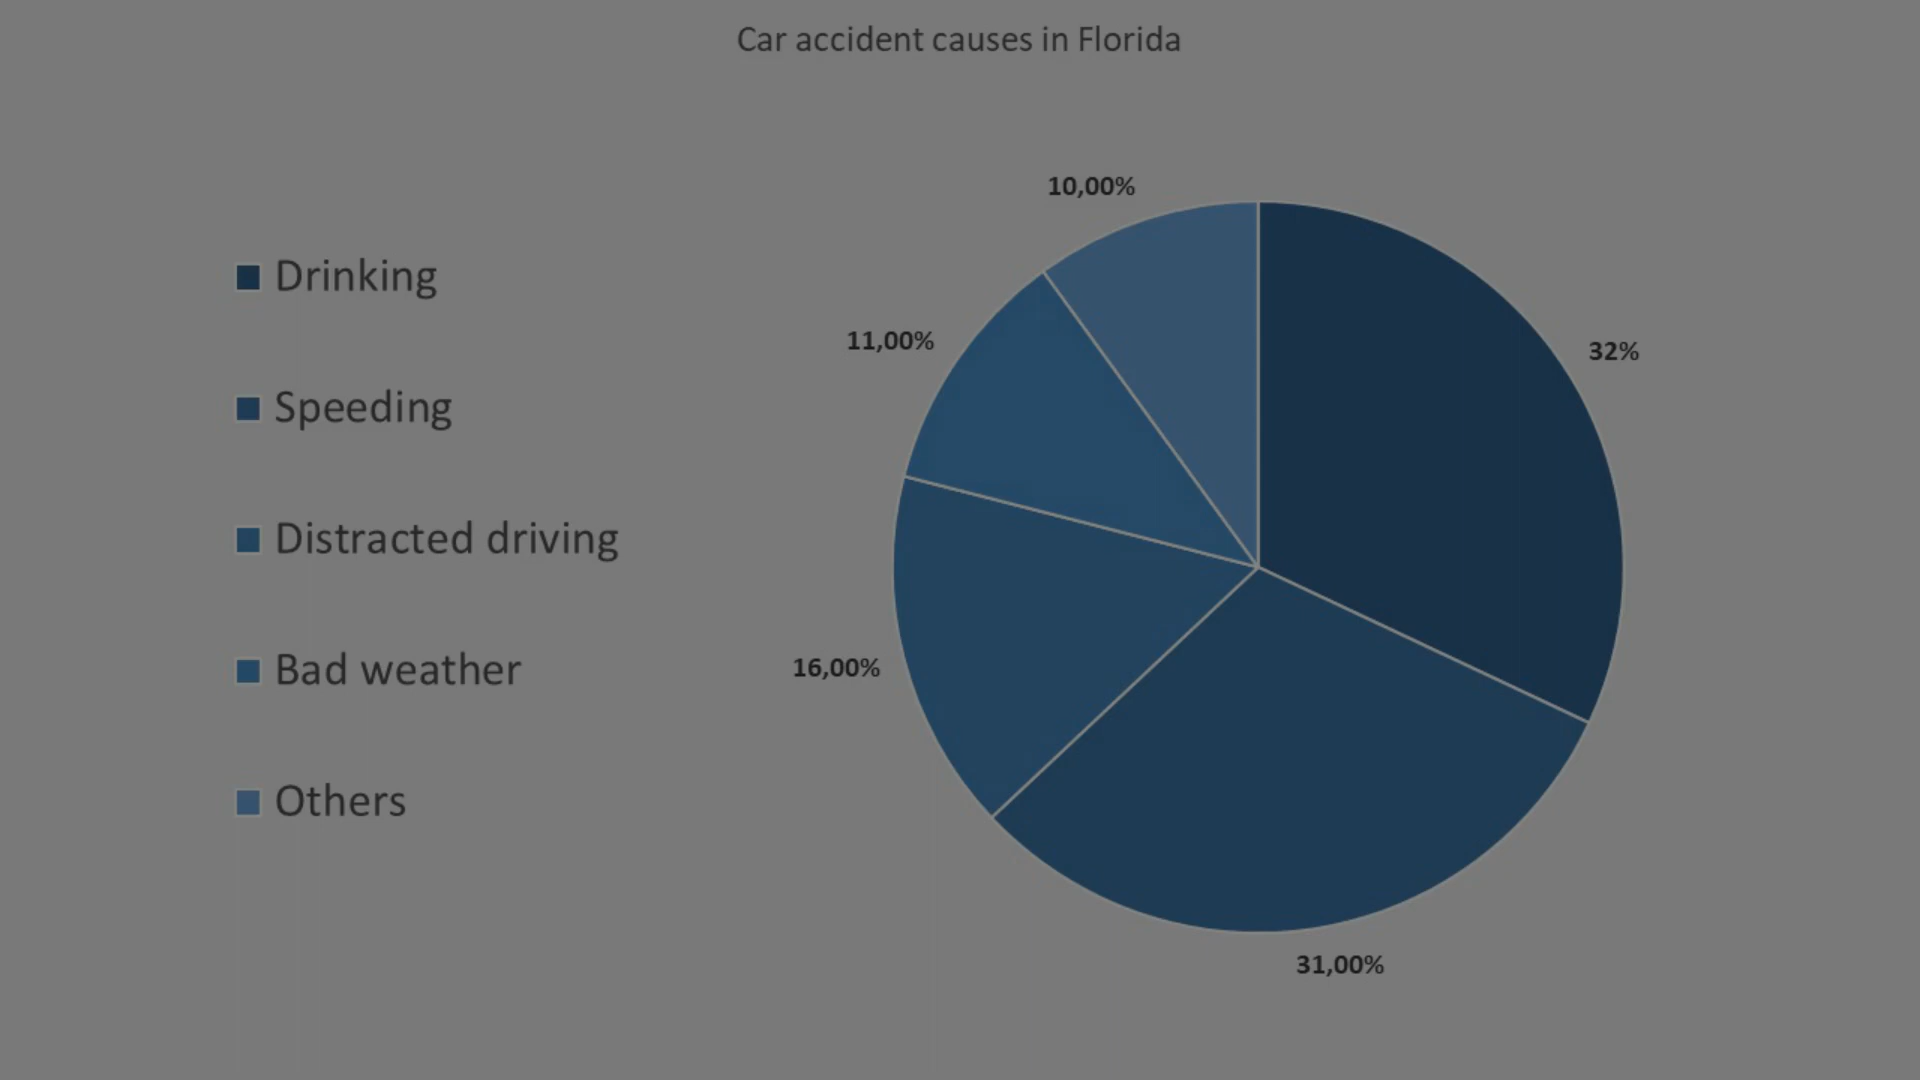 Car accident causes in Florida
Drinking
Speeding
Distracted driving
Bad weather
Others
10,00%
11,00%
32%
16,00%
31,00%